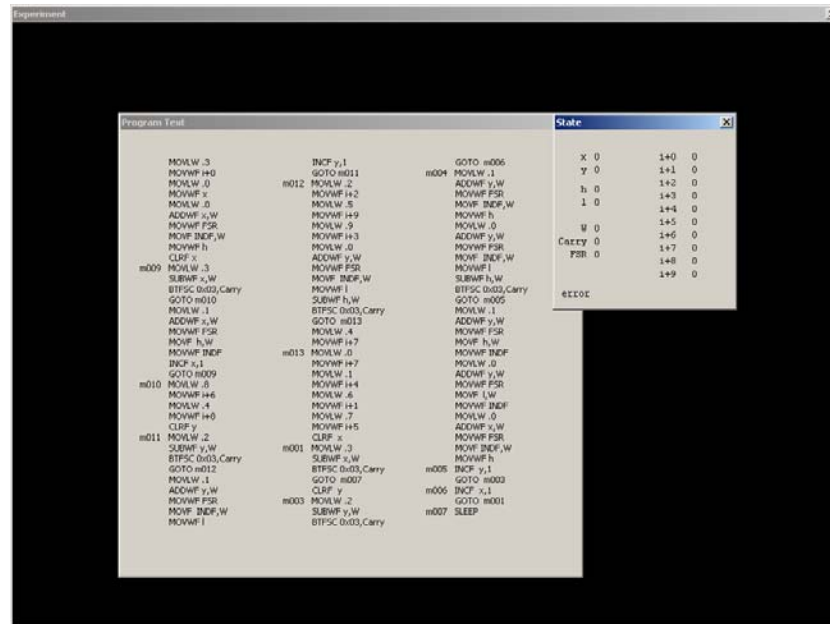 Experiment
Program Text
MOVLW .3
MOVWF i+0
MOVLW .0
MOVWF x
MOVLW .0
ADDWF x,W
MOVWF FSR
MOVF INDF,W
MOVWF h
CLRF x
m009 MOVLW .3
SUBWF x,W
BTFSC 0x03,Carry
GOTO m010
MOVLW .1
ADDWF x,W
MOVWF FSR
MOVF h,W
MOVWF INDF
INCF x,1
GOTO m009
m010 MOVLW .8
MOVWF i+6
MOVLW .4
MOVWF i+8
CLRF y
m011 MOVLW .2
SUBWF y,W
BTFSC 0x03,Carry
GOTO m012
MOVLW .1
ADDWF y,W
MOVWF FSR
MOVF INDF,W
MOVWF l
INCF y,1
GOTO m011
m012 MOVLW .2
MOVWF i+2
MOVLW .5
MOVWF i+9
MOVLW .9
MOVWF i+3
MOVLW .0
ADDWF y,W
MOVWF FSR
MOVF INDF,W
MOVWF l
SUBWF h,W
BTFSC 0x03,Carry
GOTO m013
MOVLW .4
MOVWF i+7
m013 MOVLW .0
MOVWF i+7
MOVLW .1
MOVWF i+4
MOVLW .6
MOVWF i+1
MOVLW .7
MOVWF i+5
CLRF x
m001 MOVLW .3
SUBWF x,W
BTFSC 0x03,Carry
GOTO m007
CLRF y
m003 MOVLW .2
SUBWF y,W
BTFSC 0x03,Carry
GOTO m006
m004 MOVLW .1
ADDWF y,W
MOVWF FSR
MOVF INDF,W
MOVWF h
MOVLW .0
ADDWF y,W
MOVWF FSR
MOVF INDF,W
MOVWF l
SUBWF h,W
BTFSC 0x03,Carry
GOTO m005
MOVLW .1
ADDWF y,W
MOVWF FSR
MOVF h,W
MOVWF INDF
MOVLW .0
ADDWF y,W
MOVWF FSR
MOVF l,W
MOVWF INDF
MOVLW .0
ADDWF x,W
MOVWF FSR
MOVF INDF,W
MOVWF h
m005 INCF y,1
GOTO m003
m006 INCF x,1
GOTO m001
m007 SLEEP
State
x 0 i+0 0
y 0 i+1 0
i+2 0
h 0 i+3 0
l 0 i+4 0
i+5 0
W 0 i+6 0
Carry 0 i+7 0
FSR 0 i+8 0
i+9 0
error